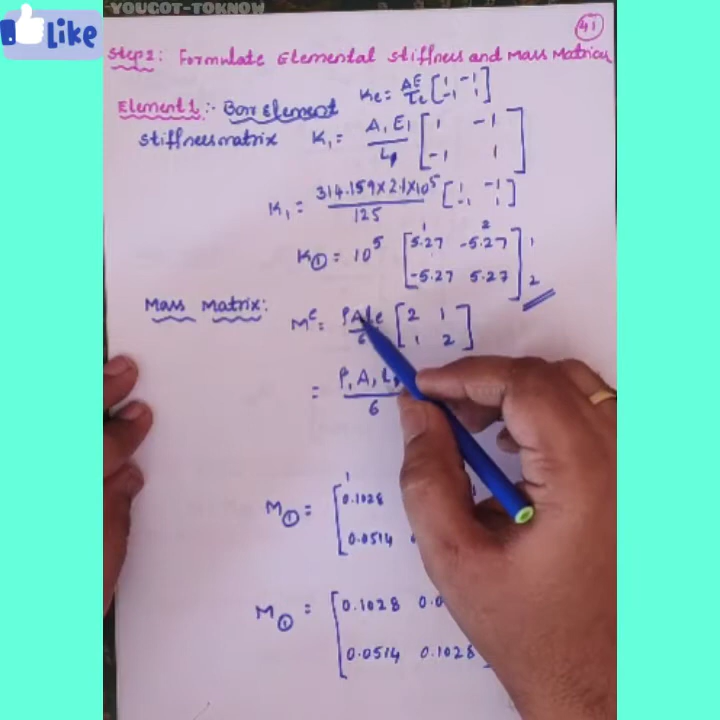 YOUGOT-TOKNOW
Like
41
Step2: Formulate Elemental stiffness and Mass Matrices
Element 1:- Bar Element Ke = AE/Le [1 -1; -1 1]
stiffness matrix K1 = A1 E1 / L1 [1 -1; -1 1]
K1 = 314.159×2.1×10^5 / 125 [1 -1; -1 1]
1 2
K① = 10^5 [5.27 -5.27; -5.27 5.27] 1 2
Mass Matrix: M^e = ρAle/6 [2 1; 1 2]
= ρ1 A1 L1 / 6
1
M① = [0.1028
0.0514
M① = [0.1028 0.0
0.0514 0.1028